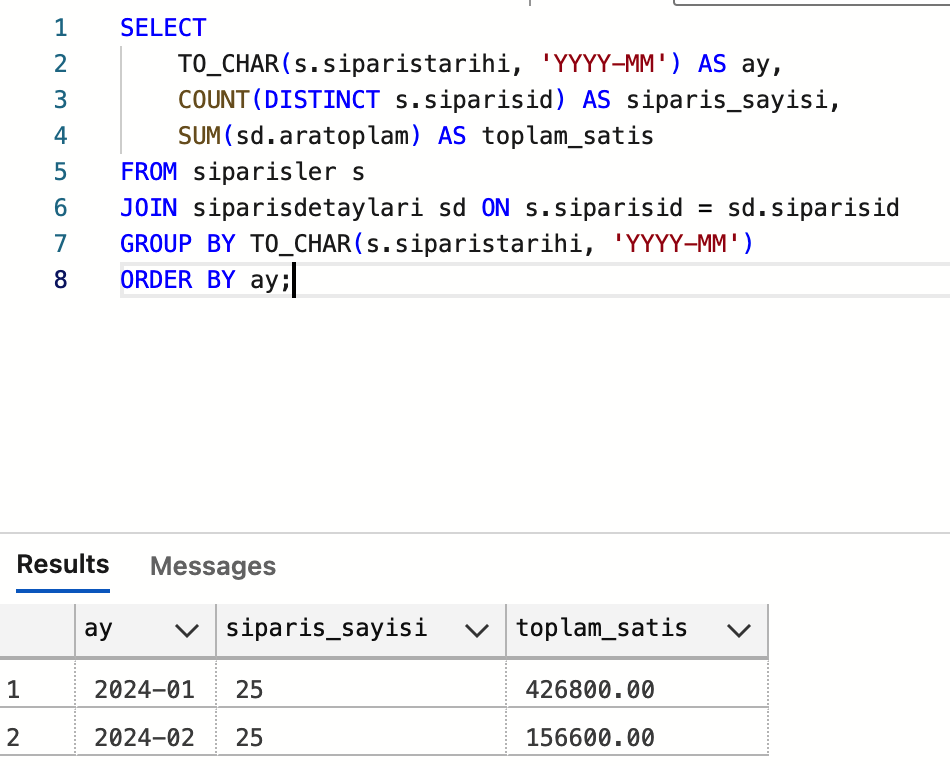 1 SELECT
2 TO_CHAR(s.siparistarihi, 'YYYY-MM') AS ay,
3 COUNT(DISTINCT s.siparisid) AS siparis_sayisi,
4 SUM(sd.aratoplam) AS toplam_satis
5 FROM siparisler s
6 JOIN siparisdetaylari sd ON s.siparisid = sd.siparisid
7 GROUP BY TO_CHAR(s.siparistarihi, 'YYYY-MM')
8 ORDER BY ay;
Results Messages
ay siparis_sayisi toplam_satis
1 2024-01 25 426800.00
2 2024-02 25 156600.00